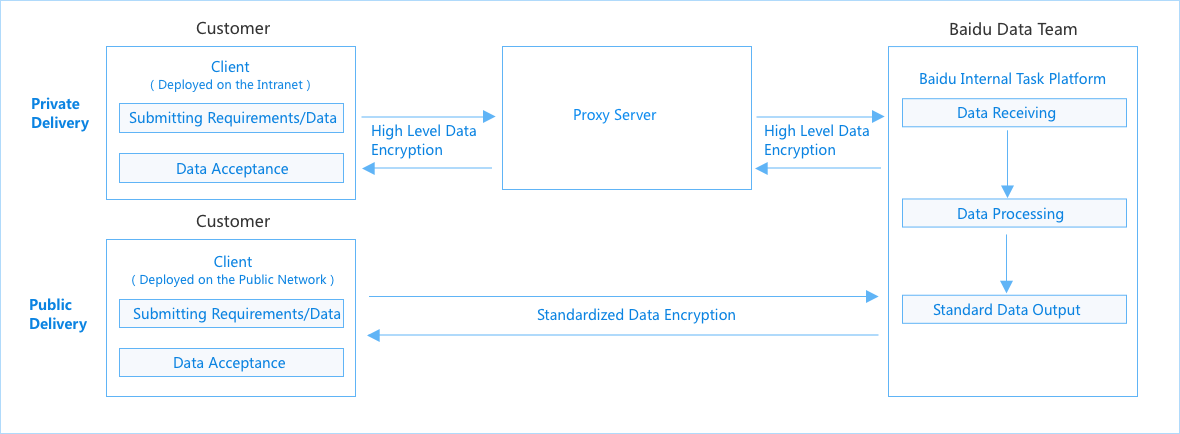 Customer
Baidu Data Team
Private
Delivery
Client
( Deployed on the Intranet )
Submitting Requirements/Data
Data Acceptance
High Level Data
Encryption
Proxy Server
High Level Data
Encryption
Baidu Internal Task Platform
Data Receiving
Data Processing
Standard Data Output
Customer
Public
Delivery
Client
( Deployed on the Public Network )
Submitting Requirements/Data
Data Acceptance
Standardized Data Encryption